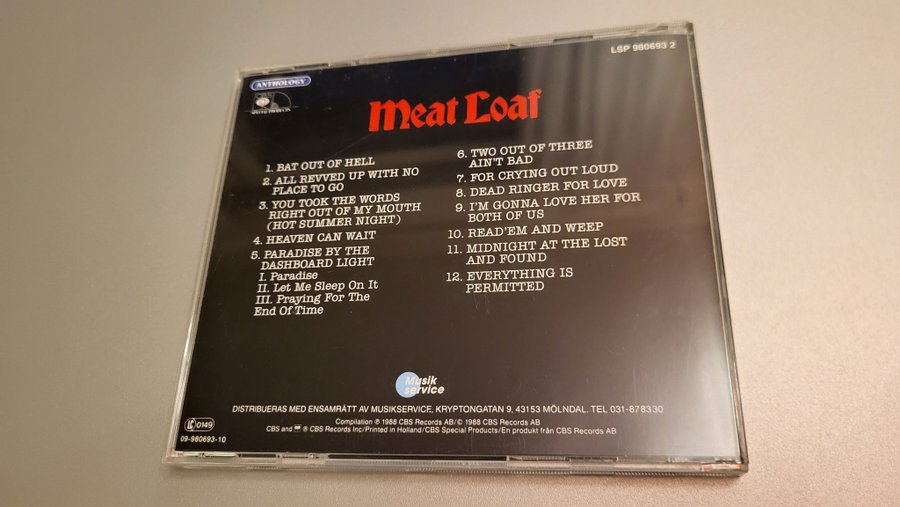 LSP 980693 2
ANTHOLOGY
Meat Loaf
1. BAT OUT OF HELL
2. ALL REVVED UP WITH NO
PLACE TO GO
3. YOU TOOK THE WORDS
RIGHT OUT OF MY MOUTH
(HOT SUMMER NIGHT)
4. HEAVEN CAN WAIT
5. PARADISE BY THE
DASHBOARD LIGHT
I. Paradise
II. Let Me Sleep On It
III. Praying For The
End Of Time
6. TWO OUT OF THREE
AIN'T BAD
7. FOR CRYING OUT LOUD
8. DEAD RINGER FOR LOVE
9. I'M GONNA LOVE HER FOR
BOTH OF US
10. READ'EM AND WEEP
11. MIDNIGHT AT THE LOST
AND FOUND
12. EVERYTHING IS
PERMITTED
Musik
service
DISTRIBUERAS MED ENSAMRÄTT AV MUSIKSERVICE, KRYPTONGATAN 9, 43153 MÖLNDAL. TEL 031-878330
Compilation ℗ 1988 CBS Records AB/© 1988 CBS Records AB
CBS and ® CBS Records Inc/Printed in Holland/CBS Special Products/En produkt från CBS Records AB
LC 0149
09-980693-10